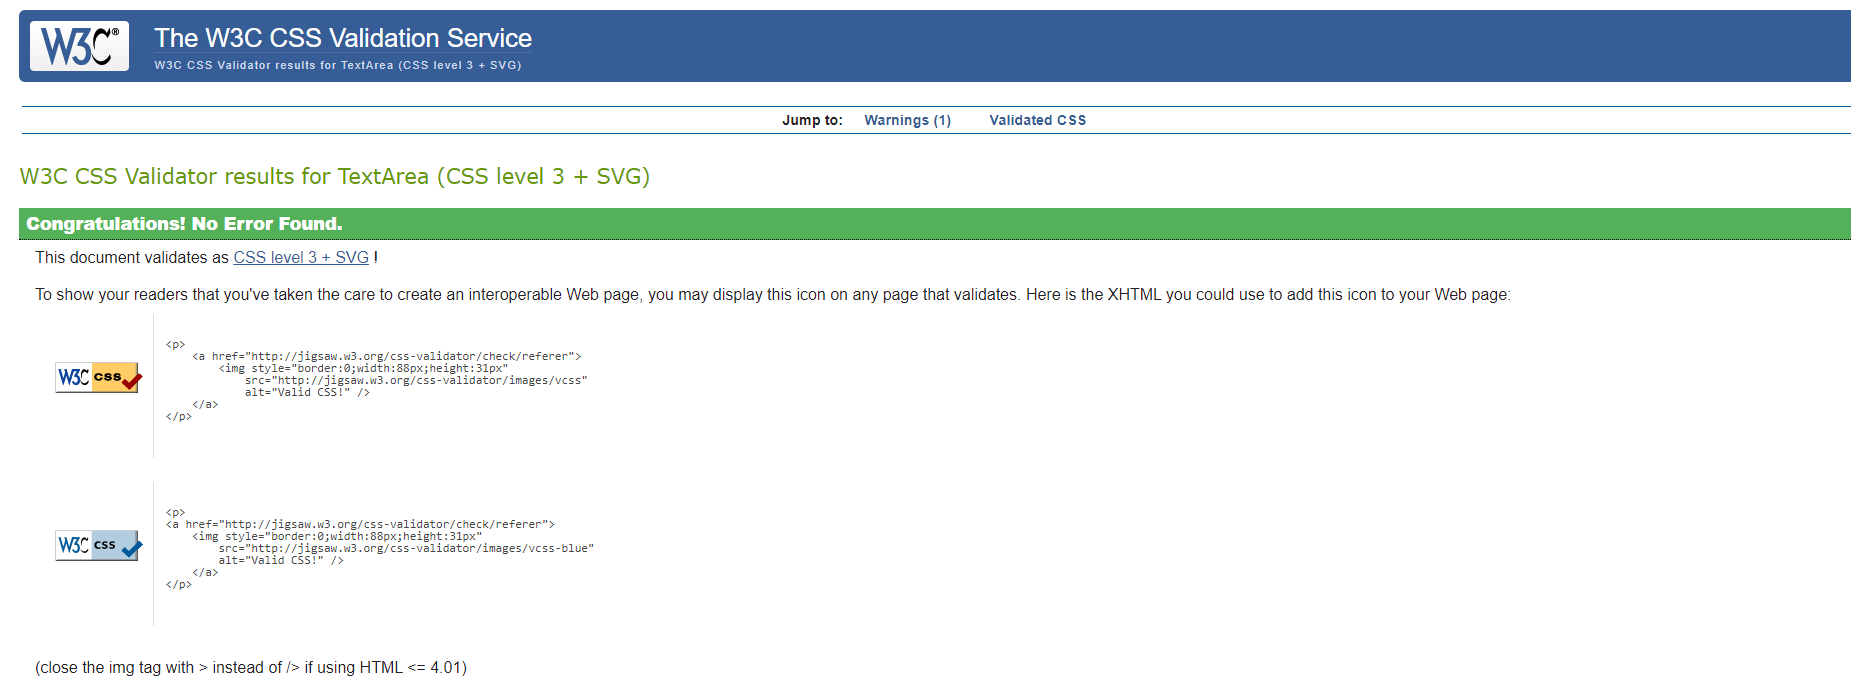 W3C®
The W3C CSS Validation Service
W3C CSS Validator results for TextArea (CSS level 3 + SVG)
Jump to: Warnings (1) Validated CSS
W3C CSS Validator results for TextArea (CSS level 3 + SVG)
Congratulations! No Error Found.
This document validates as CSS level 3 + SVG !
To show your readers that you've taken the care to create an interoperable Web page, you may display this icon on any page that validates. Here is the XHTML you could use to add this icon to your Web page:
<p>
<a href="http://jigsaw.w3.org/css-validator/check/referer">
<img style="border:0;width:88px;height:31px"
W3C css
src="http://jigsaw.w3.org/css-validator/images/vcss"
alt="Valid CSS!" />
</a>
</p>
<p>
<a href="http://jigsaw.w3.org/css-validator/check/referer">
<img style="border:0;width:88px;height:31px"
W3C css
src="http://jigsaw.w3.org/css-validator/images/vcss-blue"
alt="Valid CSS!" />
</a>
</p>
(close the img tag with > instead of /> if using HTML <= 4.01)